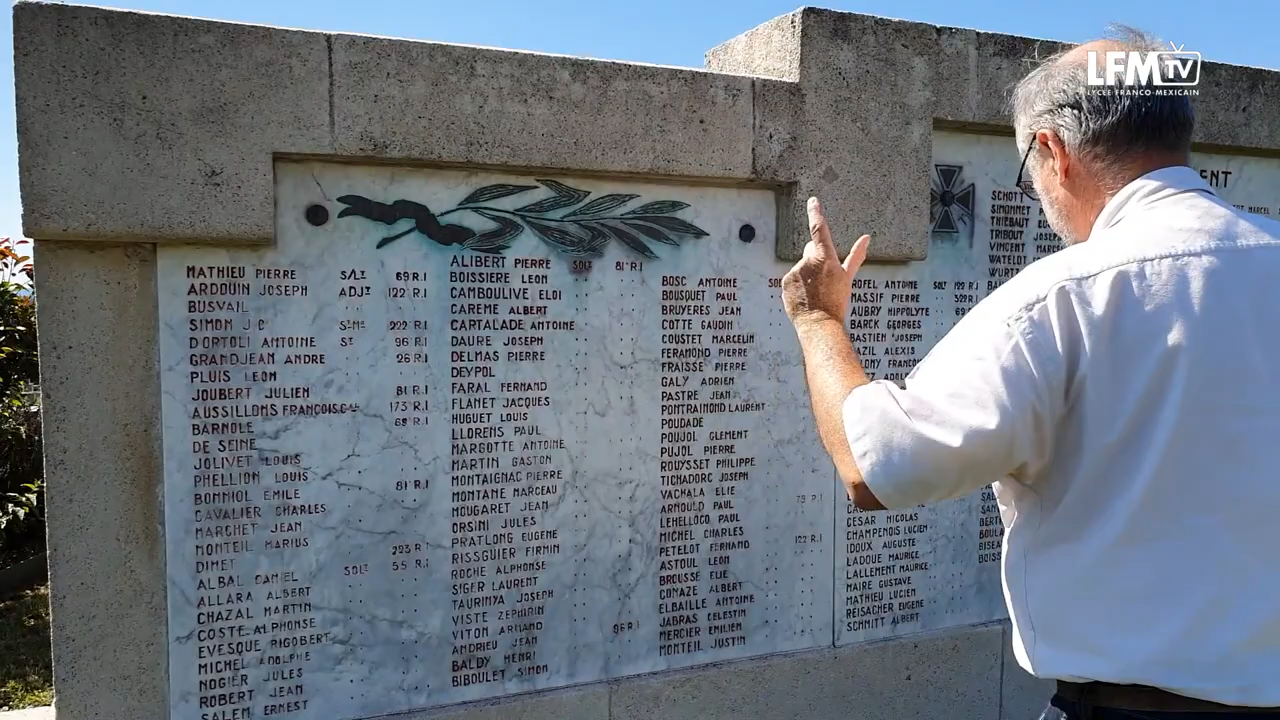 LFM TV
LYCÉE FRANCO-MEXICAIN
MATHIEU PIERRE S/Lt 69 R.I
ARDOUIN JOSEPH ADJt 122 R.I
BUSVAIL
SIMON J C 222 R.I
D'ORTOLI ANTOINE St 96 R.I
GRANDJEAN ANDRE 26 R.I
PLUIS LEON
JOUBERT JULIEN 81 R.I
AUSSILLONS FRANCOIS 173 R.I
BARNOLE 69 R.I
DE SEINE
JOLIVET LOUIS
PHELLION LOUIS 81 R.I
BONNIOL EMILE
CAVALIER CHARLES
MARCHET JEAN
MONTEIL MARIUS 223 R.I
DIMET SOLt 55 R.I
ALBAL DANIEL
ALLARA ALBERT
CHAZAL MARTIN
COSTE ALPHONSE
EVESQUE RIGOBERT
MICHEL ADOLPHE
NOGIER JULES
ROBERT JEAN
SALEM ERNEST
ALIBERT PIERRE SOLt 81 R.I
BOISSIERE LEON
CAMBOULIVE ELOI
CAREME ALBERT
CARTALADE ANTOINE
DAURE JOSEPH
DELMAS PIERRE
DEYPOL
FARAL FERNAND
FLANET JACQUES
HUGUET LOUIS
LLORENS PAUL
MARGOTTE ANTOINE
MARTIN GASTON
MONTAIGNAC PIERRE
MONTANE MARCEAU
MOUGARET JEAN
ORSINI JULES
PRATLONG EUGENE
RISSGUIER FIRMIN
ROCHE ALPHONSE
SIGER LAURENT
TAURINYA JOSEPH
VISTE ZEPHIRIN
VITON ARMAND 96 R.I
ANDRIEU JEAN
BALDY HENRI
BIBOULET SIMON
BOSC ANTOINE
BOUSQUET PAUL
BRUYERES JEAN
COTTE GAUDIN
COUSTET MARCELIN
FERAMOND PIERRE
FRAISSE PIERRE
GALY ADRIEN
PASTRE JEAN
PONTRAIMOND LAURENT
POUDADE
POUJOL CLEMENT
PUJOL PIERRE
ROUYSSET PHILIPPE
TICHADORC JOSEPH
VACHALA ELIE
ARNOULD PAUL
LEHELLOCO PAUL
MICHEL CHARLES 122 R.I
PETELOT FERNAND
ASTOUL LEON
BROUSSE ELIE
COMAZE ALBERT
ELBAILLE ANTOINE
JABRAS CELESTIN
MERCIER EMILIEN
MONTEIL JUSTIN
ANTOINE
MASSIF PIERRE
AUBRY HIPPOLYTE
BARCK GEORGES
BASTIEN JOSEPH
ALEXIS
CESAR NICOLAS
CHAMPENOIS LUCIEN
IDOUX AUGUSTE
LADOUE MAURICE
LALLEMENT MAURICE
MAIRE GUSTAVE
MATHIEU LUCIEN
REISACHER EUGENE
SCHMITT ALBERT
SIMONNET
THIEBAUT
TRIBOUT JOSEPH
VINCENT